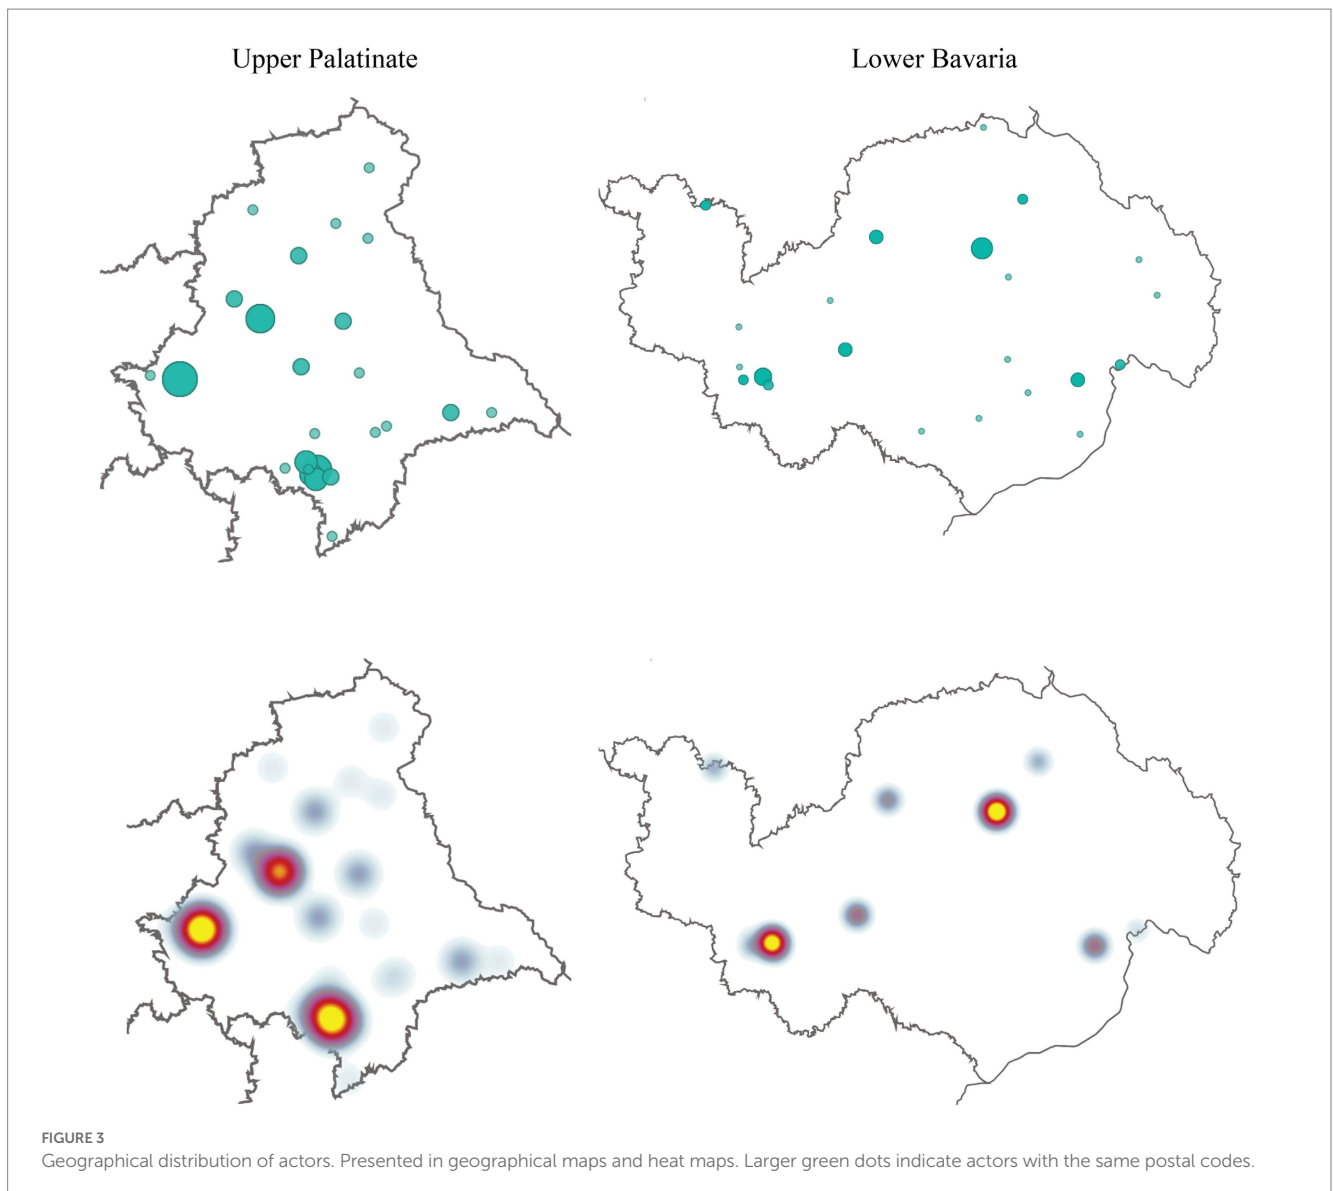 Upper Palatinate
Lower Bavaria
FIGURE 3
Geographical distribution of actors. Presented in geographical maps and heat maps. Larger green dots indicate actors with the same postal codes.